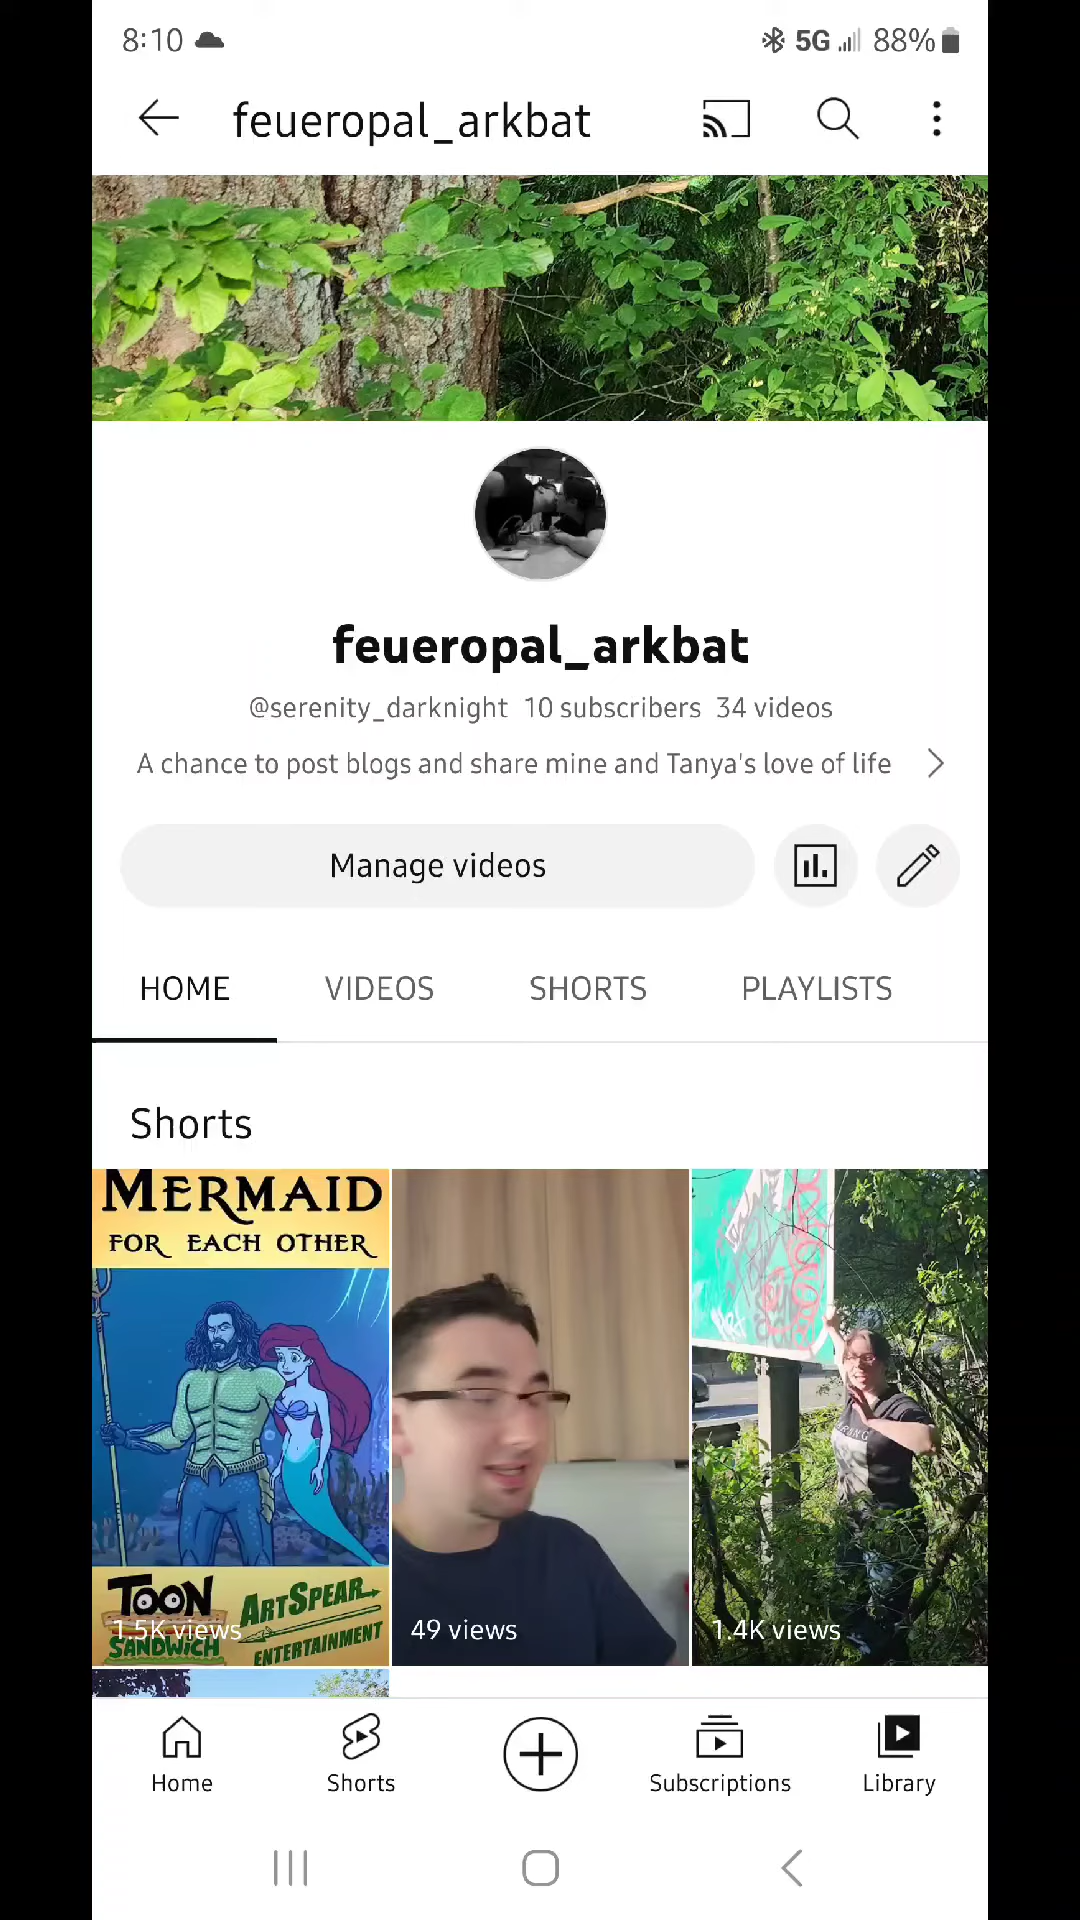 8:10 5G 88%
feueropal_arkbat
feueropal_arkbat
@serenity_darknight 10 subscribers 34 videos
A chance to post blogs and share mine and Tanya's love of life
Manage videos
HOME VIDEOS SHORTS PLAYLISTS
Shorts
MERMAID
FOR EACH OTHER
TOON
SANDWICH
ARTSPEAR
ENTERTAINMENT
1.5K views 49 views 1.4K views
Home Shorts Subscriptions Library